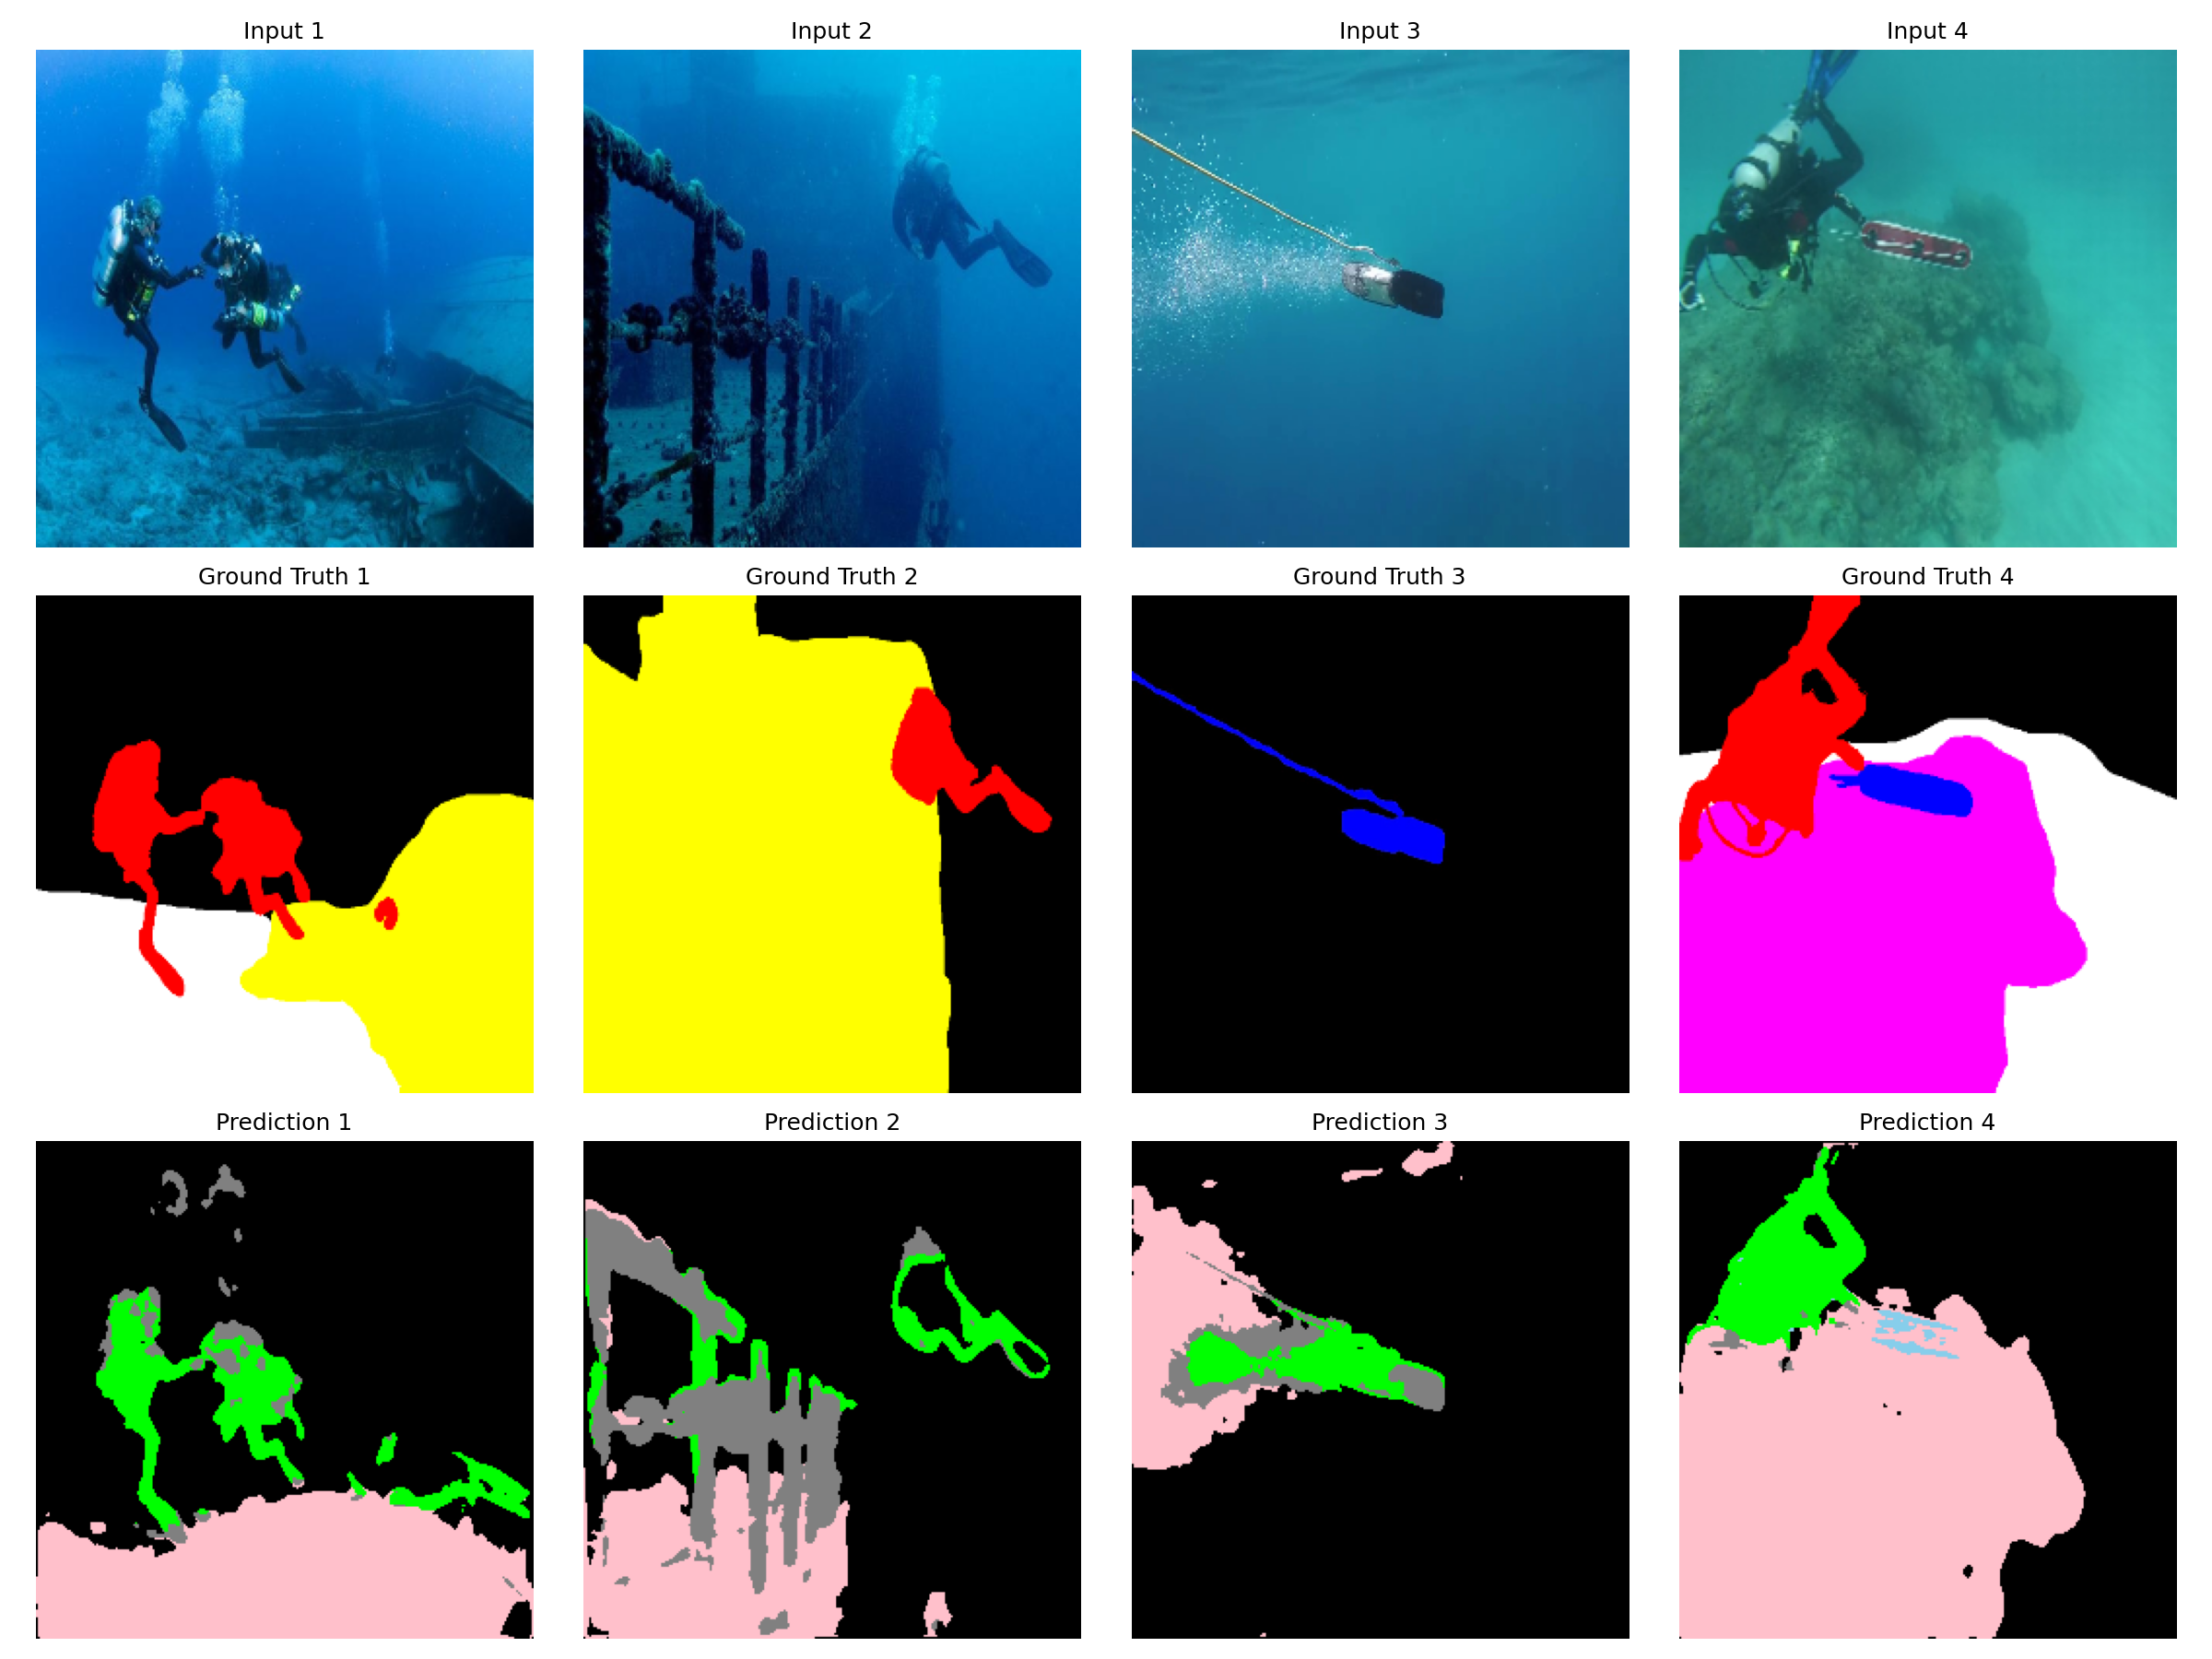 Input 1
Input 2
Input 3
Input 4
Ground Truth 1
Ground Truth 2
Ground Truth 3
Ground Truth 4
Prediction 1
Prediction 2
Prediction 3
Prediction 4